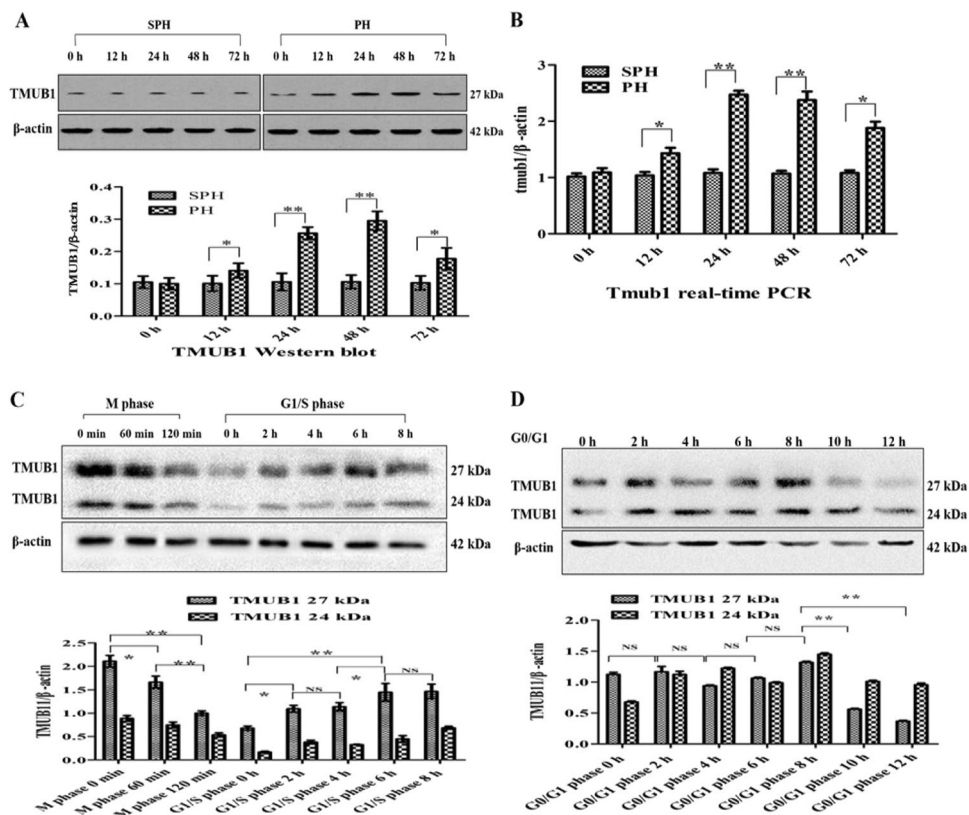 A
SPH PH
0 h 12 h 24 h 48 h 72 h 0 h 12 h 24 h 48 h 72 h
TMUB1 27 kDa
β-actin 42 kDa
SPH
PH
TMUB1/β-actin
0.4
0.3
0.2
0.1
0.0
* ** ** *
0 h 12 h 24 h 48 h 72 h
TMUB1 Western blot
B
SPH
PH
tmub1/β-actin
3
2
1
0
* ** ** *
0 h 12 h 24 h 48 h 72 h
Tmub1 real-time PCR
C
M phase G1/S phase
0 min 60 min 120 min 0 h 2 h 4 h 6 h 8 h
TMUB1 27 kDa
TMUB1 24 kDa
β-actin 42 kDa
TMUB1 27 kDa
TMUB1 24 kDa
TMUB11/β-actin
2.5
2.0
1.5
1.0
0.5
0.0
** * ** ** * NS * NS
M phase 0 min M phase 60 min M phase 120 min G1/S phase 0 h G1/S phase 2 h G1/S phase 4 h G1/S phase 6 h G1/S phase 8 h
D
G0/G1 0 h 2 h 4 h 6 h 8 h 10 h 12 h
TMUB1 27 kDa
TMUB1 24 kDa
β-actin 42 kDa
TMUB1 27 kDa
TMUB1 24 kDa
TMUB11/β-actin
2.0
1.5
1.0
0.5
0.0
NS NS NS NS ** **
G0/G1 phase 0 h G0/G1 phase 2 h G0/G1 phase 4 h G0/G1 phase 6 h G0/G1 phase 8 h G0/G1 phase 10 h G0/G1 phase 12 h